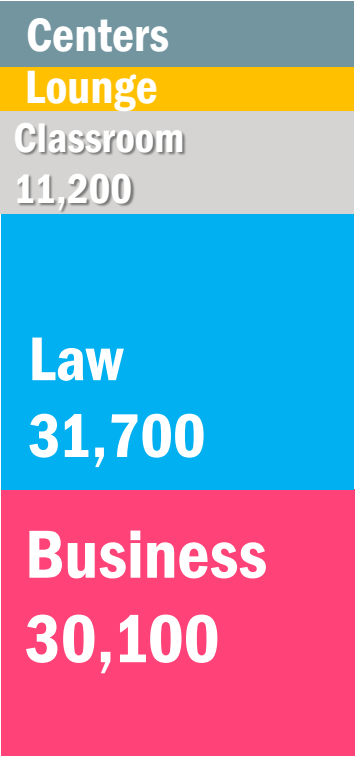 Centers
Lounge
Classroom
11,200
Law
31,700
Business
30,100